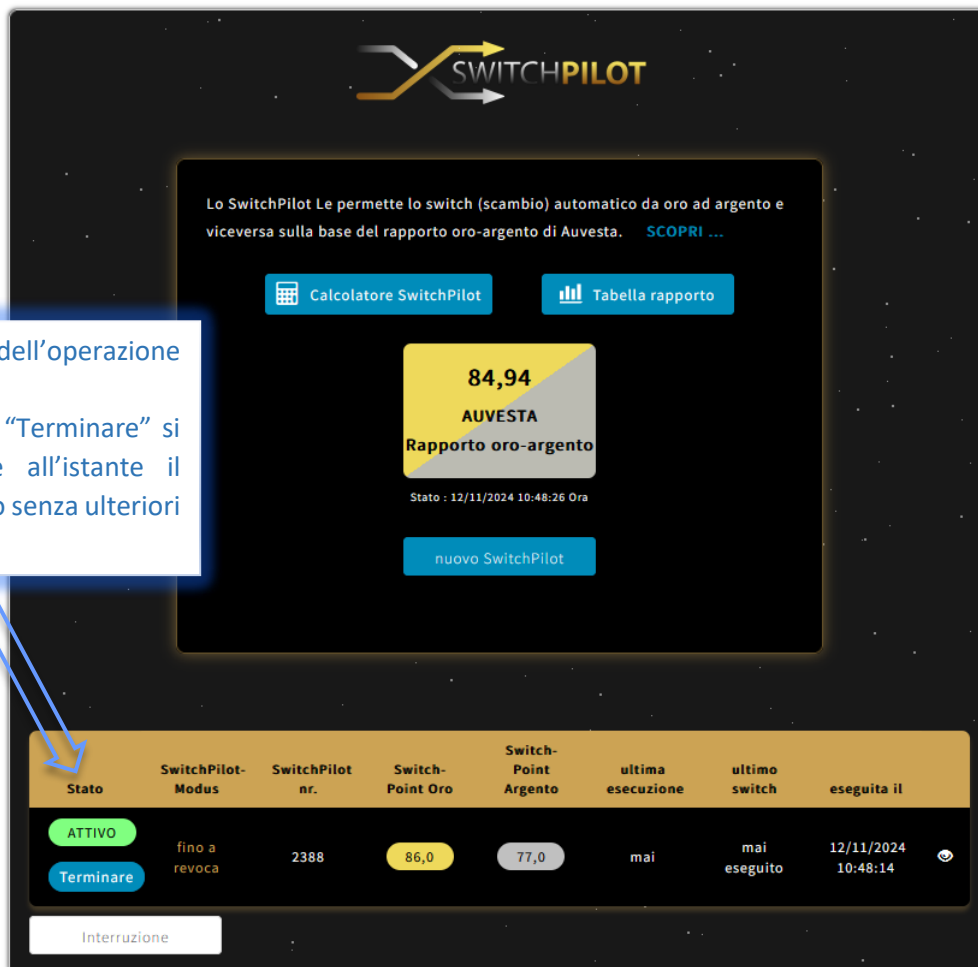 SWITCHPILOT
Lo SwitchPilot Le permette lo switch (scambio) automatico da oro ad argento e
viceversa sulla base del rapporto oro-argento di Auvesta. SCOPRI ...
Calcolatore SwitchPilot
Tabella rapporto
dell’operazione
“Terminare” si
all’istante il
senza ulteriori
84,94
AUVESTA
Rapporto oro-argento
Stato : 12/11/2024 10:48:26 Ora
nuovo SwitchPilot
Stato
SwitchPilot-
Modus
SwitchPilot
nr.
Switch-
Point Oro
Switch-
Point
Argento
ultima
esecuzione
ultimo
switch
eseguita il
ATTIVO
Terminare
fino a
revoca
2388
86,0
77,0
mai
mai
eseguito
12/11/2024
10:48:14
Interruzione